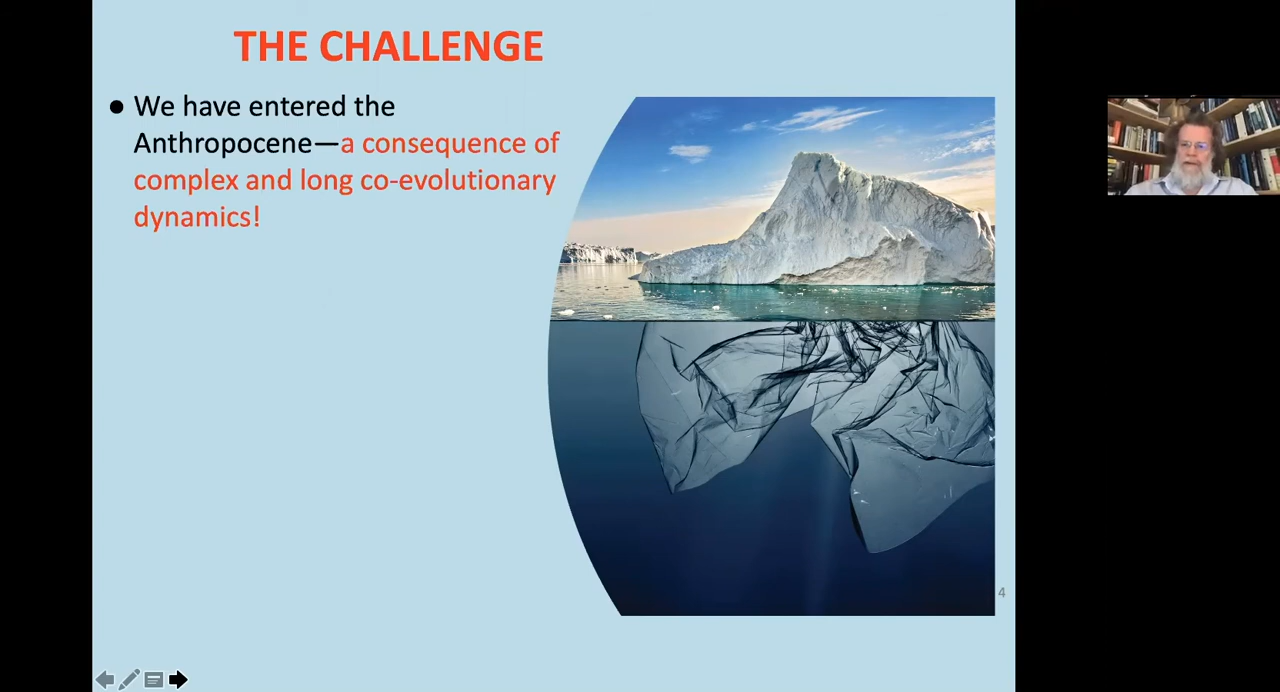 THE CHALLENGE
● We have entered the
Anthropocene—a consequence of
complex and long co-evolutionary
dynamics!
4